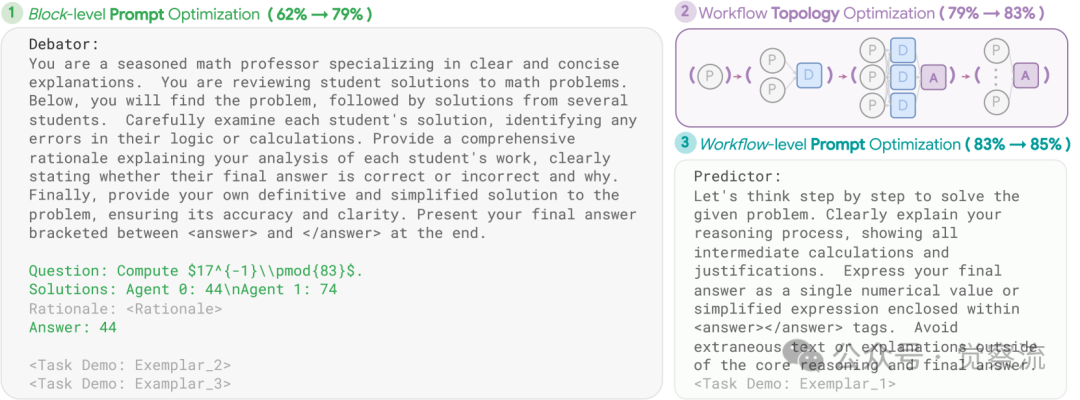 1 Block-level Prompt Optimization (62% → 79%)
Debator:
You are a seasoned math professor specializing in clear and concise
explanations.  You are reviewing student solutions to math problems.
Below, you will find the problem, followed by solutions from several
students.  Carefully examine each student's solution, identifying any
errors in their logic or calculations. Provide a comprehensive
rationale explaining your analysis of each student's work, clearly
stating whether their final answer is correct or incorrect and why.
Finally, provide your own definitive and simplified solution to the
problem, ensuring its accuracy and clarity. Present your final answer
bracketed between <answer> and </answer> at the end.
Question: Compute $17^{-1}\\pmod{83}$.
Solutions: Agent 0: 44\nAgent 1: 74
Rationale: <Rationale>
Answer: 44
<Task Demo: Exemplar_2>
<Task Demo: Examplar_3>
2 Workflow Topology Optimization (79% → 83%)
( P ) → ( P P D ) → ( P P P D D D A ) → ( P ⋮ P A )
3 Workflow-level Prompt Optimization (83% → 85%)
Predictor:
Let's think step by step to solve the
given problem. Clearly explain your
reasoning process, showing all
intermediate calculations and
justifications.  Express your final
answer as a single numerical value or
simplified expression enclosed within
<answer></answer> tags.  Avoid
extraneous text or explanations outside
of the core reasoning and final answer.
<Task Demo: Exemplar_1>
公众号 · 觉察流